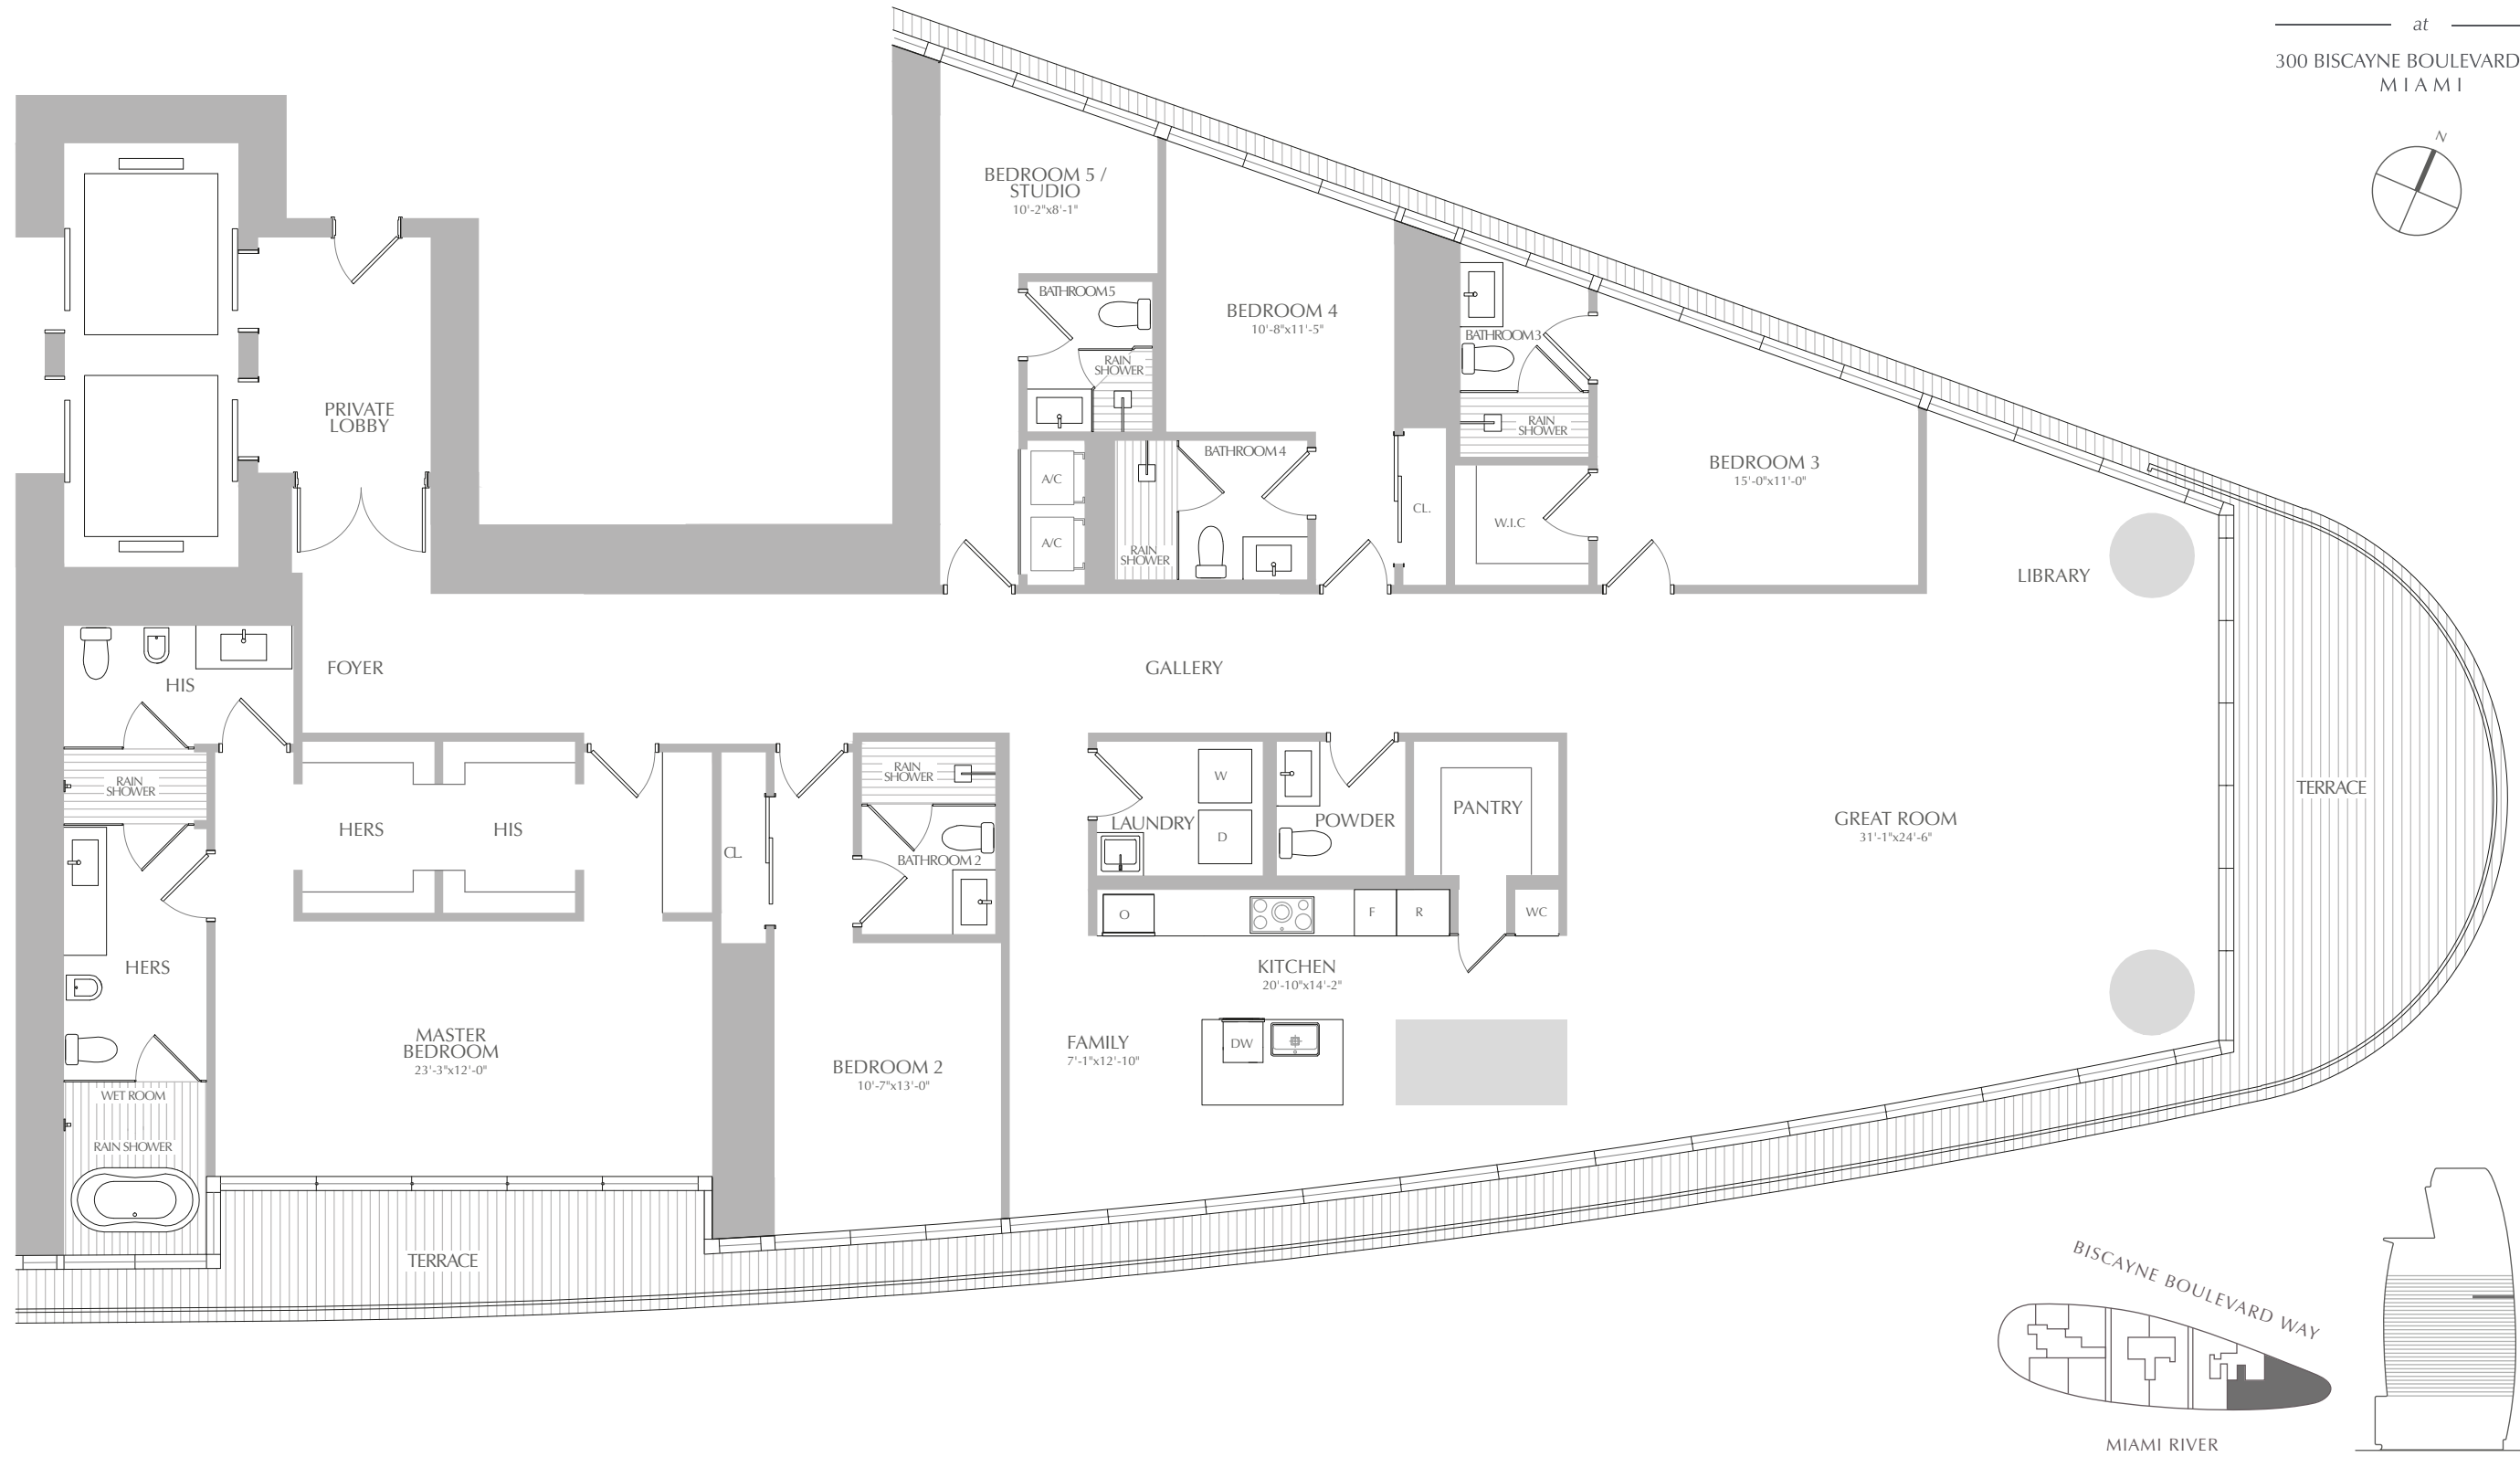 at
300 BISCAYNE BOULEVARD
MIAMI
N
BEDROOM 5 /
STUDIO
10'-2"x8'-1"
BATHROOM 5
RAIN
SHOWER
BEDROOM 4
10'-8"x11'-5"
BATHROOM 3
RAIN
SHOWER
PRIVATE
LOBBY
A/C
A/C
BATHROOM 4
RAIN
SHOWER
CL.
W.I.C
BEDROOM 3
15'-0"x11'-0"
LIBRARY
HIS
FOYER
GALLERY
RAIN
SHOWER
HERS
HIS
CL.
RAIN
SHOWER
BATHROOM 2
LAUNDRY
W
D
POWDER
PANTRY
GREAT ROOM
31'-1"x24'-6"
TERRACE
O
F
R
WC
HERS
KITCHEN
20'-10"x14'-2"
MASTER
BEDROOM
23'-3"x12'-0"
BEDROOM 2
10'-7"x13'-0"
FAMILY
7'-1"x12'-10"
DW
WET ROOM
RAIN SHOWER
TERRACE
BISCAYNE BOULEVARD WAY
MIAMI RIVER